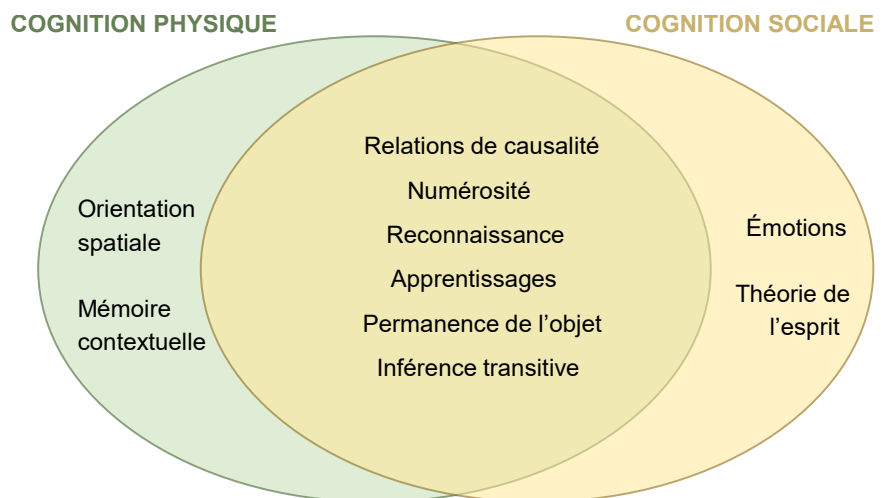 COGNITION PHYSIQUE
COGNITION SOCIALE
Orientation
spatiale
Mémoire
contextuelle
Relations de causalité
Numérosité
Reconnaissance
Apprentissages
Permanence de l’objet
Inférence transitive
Émotions
Théorie de
l’esprit